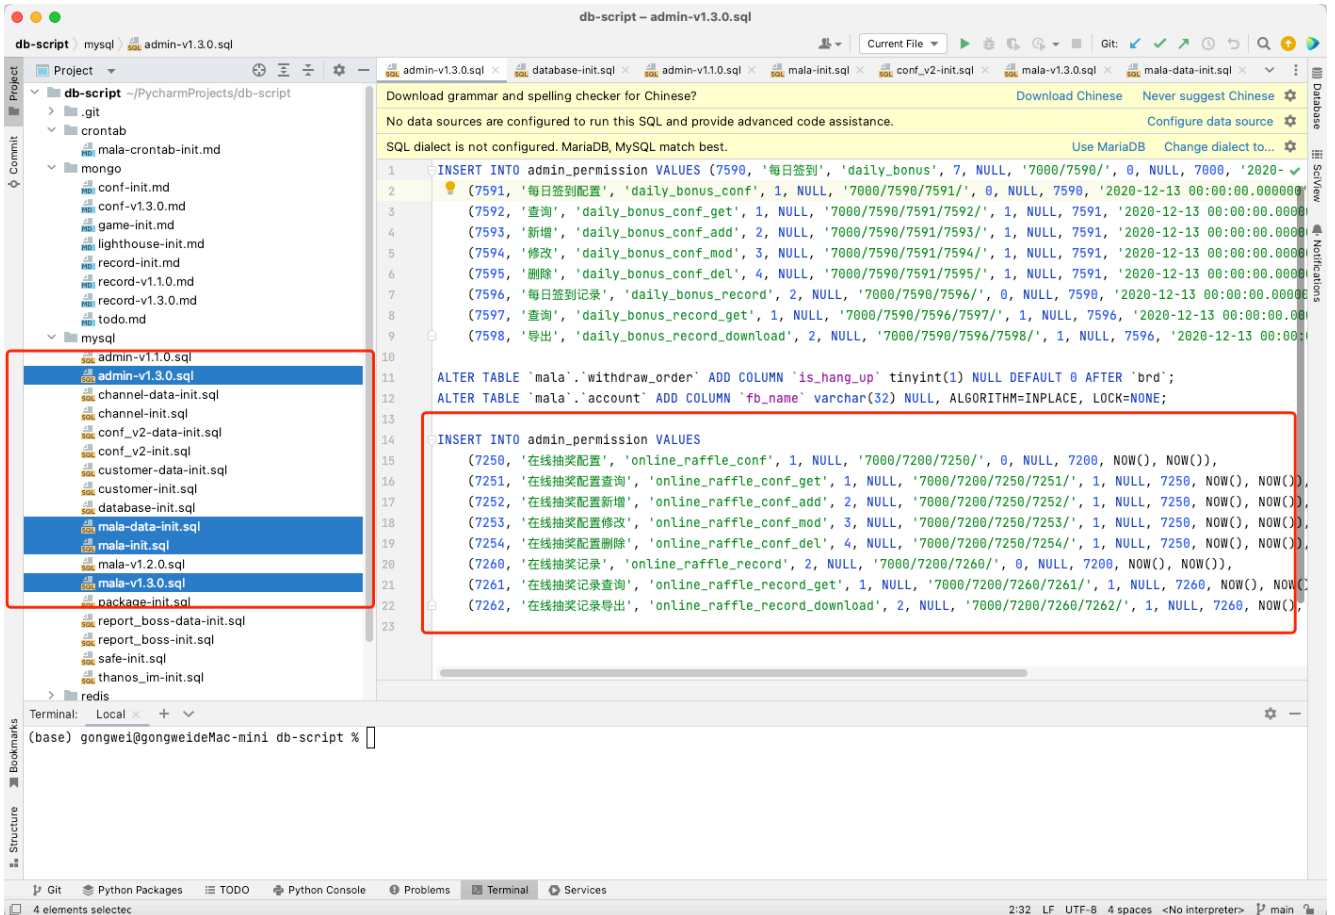 db-script – admin-v1.3.0.sql
db-script mysql admin-v1.3.0.sql
Current File
Git:
Project
admin-v1.3.0.sql
database-init.sql
admin-v1.1.0.sql
mala-init.sql
conf_v2-init.sql
mala-v1.3.0.sql
mala-data-init.sql
Project
Commit
Bookmarks
Structure
Database
SciView
Notifications
db-script ~/PycharmProjects/db-script
.git
crontab
mala-crontab-init.md
mongo
conf-init.md
conf-v1.3.0.md
game-init.md
lighthouse-init.md
record-init.md
record-v1.1.0.md
record-v1.3.0.md
todo.md
mysql
admin-v1.1.0.sql
admin-v1.3.0.sql
channel-data-init.sql
channel-init.sql
conf_v2-data-init.sql
conf_v2-init.sql
customer-data-init.sql
customer-init.sql
database-init.sql
mala-data-init.sql
mala-init.sql
mala-v1.2.0.sql
mala-v1.3.0.sql
package-init.sql
report_boss-data-init.sql
report_boss-init.sql
safe-init.sql
thanos_im-init.sql
redis
Download grammar and spelling checker for Chinese? Download Chinese Never suggest Chinese
No data sources are configured to run this SQL and provide advanced code assistance. Configure data source
SQL dialect is not configured. MariaDB, MySQL match best. Use MariaDB Change dialect to...
1 INSERT INTO admin_permission VALUES (7590, '每日签到', 'daily_bonus', 7, NULL, '7000/7590/', 0, NULL, 7000, '2020-
2 (7591, '每日签到配置', 'daily_bonus_conf', 1, NULL, '7000/7590/7591/', 0, NULL, 7590, '2020-12-13 00:00:00.000000'
3 (7592, '查询', 'daily_bonus_conf_get', 1, NULL, '7000/7590/7591/7592/', 1, NULL, 7591, '2020-12-13 00:00:00.0000
4 (7593, '新增', 'daily_bonus_conf_add', 2, NULL, '7000/7590/7591/7593/', 1, NULL, 7591, '2020-12-13 00:00:00.0000
5 (7594, '修改', 'daily_bonus_conf_mod', 3, NULL, '7000/7590/7591/7594/', 1, NULL, 7591, '2020-12-13 00:00:00.0000
6 (7595, '删除', 'daily_bonus_conf_del', 4, NULL, '7000/7590/7591/7595/', 1, NULL, 7591, '2020-12-13 00:00:00.0000
7 (7596, '每日签到记录', 'daily_bonus_record', 2, NULL, '7000/7590/7596/', 0, NULL, 7590, '2020-12-13 00:00:00.0000
8 (7597, '查询', 'daily_bonus_record_get', 1, NULL, '7000/7590/7596/7597/', 1, NULL, 7596, '2020-12-13 00:00:00.00
9 (7598, '导出', 'daily_bonus_record_download', 2, NULL, '7000/7590/7596/7598/', 1, NULL, 7596, '2020-12-13 00:00:
10
11 ALTER TABLE `mala`.`withdraw_order` ADD COLUMN `is_hang_up` tinyint(1) NULL DEFAULT 0 AFTER `brd`;
12 ALTER TABLE `mala`.`account` ADD COLUMN `fb_name` varchar(32) NULL, ALGORITHM=INPLACE, LOCK=NONE;
13
14 INSERT INTO admin_permission VALUES
15 (7250, '在线抽奖配置', 'online_raffle_conf', 1, NULL, '7000/7200/7250/', 0, NULL, 7200, NOW(), NOW()),
16 (7251, '在线抽奖配置查询', 'online_raffle_conf_get', 1, NULL, '7000/7200/7250/7251/', 1, NULL, 7250, NOW(), NOW()),
17 (7252, '在线抽奖配置新增', 'online_raffle_conf_add', 2, NULL, '7000/7200/7250/7252/', 1, NULL, 7250, NOW(), NOW()),
18 (7253, '在线抽奖配置修改', 'online_raffle_conf_mod', 3, NULL, '7000/7200/7250/7253/', 1, NULL, 7250, NOW(), NOW()),
19 (7254, '在线抽奖配置删除', 'online_raffle_conf_del', 4, NULL, '7000/7200/7250/7254/', 1, NULL, 7250, NOW(), NOW()),
20 (7260, '在线抽奖记录', 'online_raffle_record', 2, NULL, '7000/7200/7260/', 0, NULL, 7200, NOW(), NOW()),
21 (7261, '在线抽奖记录查询', 'online_raffle_record_get', 1, NULL, '7000/7200/7260/7261/', 1, NULL, 7260, NOW(), NOW(
22 (7262, '在线抽奖记录导出', 'online_raffle_record_download', 2, NULL, '7000/7200/7260/7262/', 1, NULL, 7260, NOW(),
23
Terminal: Local
(base) gongwei@gongweideMac-mini db-script %
Git Python Packages TODO Python Console Problems Terminal Services
4 elements selected 2:32 LF UTF-8 4 spaces <No interpreter> main